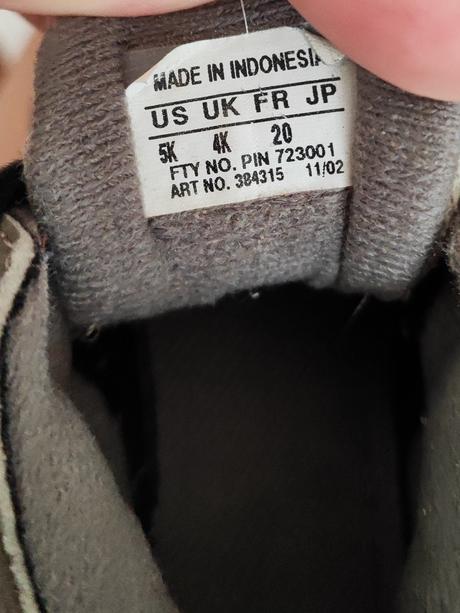 MADE IN INDONESIA
US UK FR JP
5K 4K 20
FTY NO. PIN 723001
ART NO. 384315 11/02